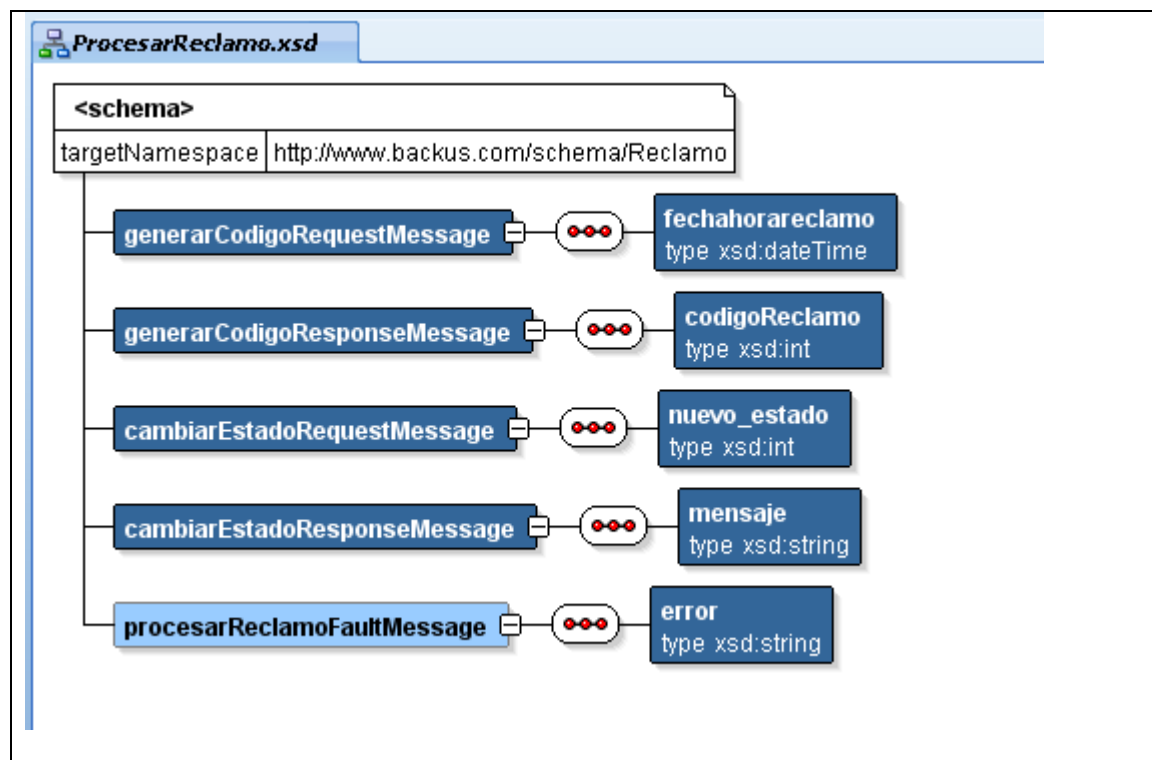 ProcesarReclamo.xsd
<schema>
targetNamespace http://www.backus.com/schema/Reclamo
generarCodigoRequestMessage
fechahorareclamo
type xsd:dateTime
generarCodigoResponseMessage
codigoReclamo
type xsd:int
cambiarEstadoRequestMessage
nuevo_estado
type xsd:int
cambiarEstadoResponseMessage
mensaje
type xsd:string
procesarReclamoFaultMessage
error
type xsd:string